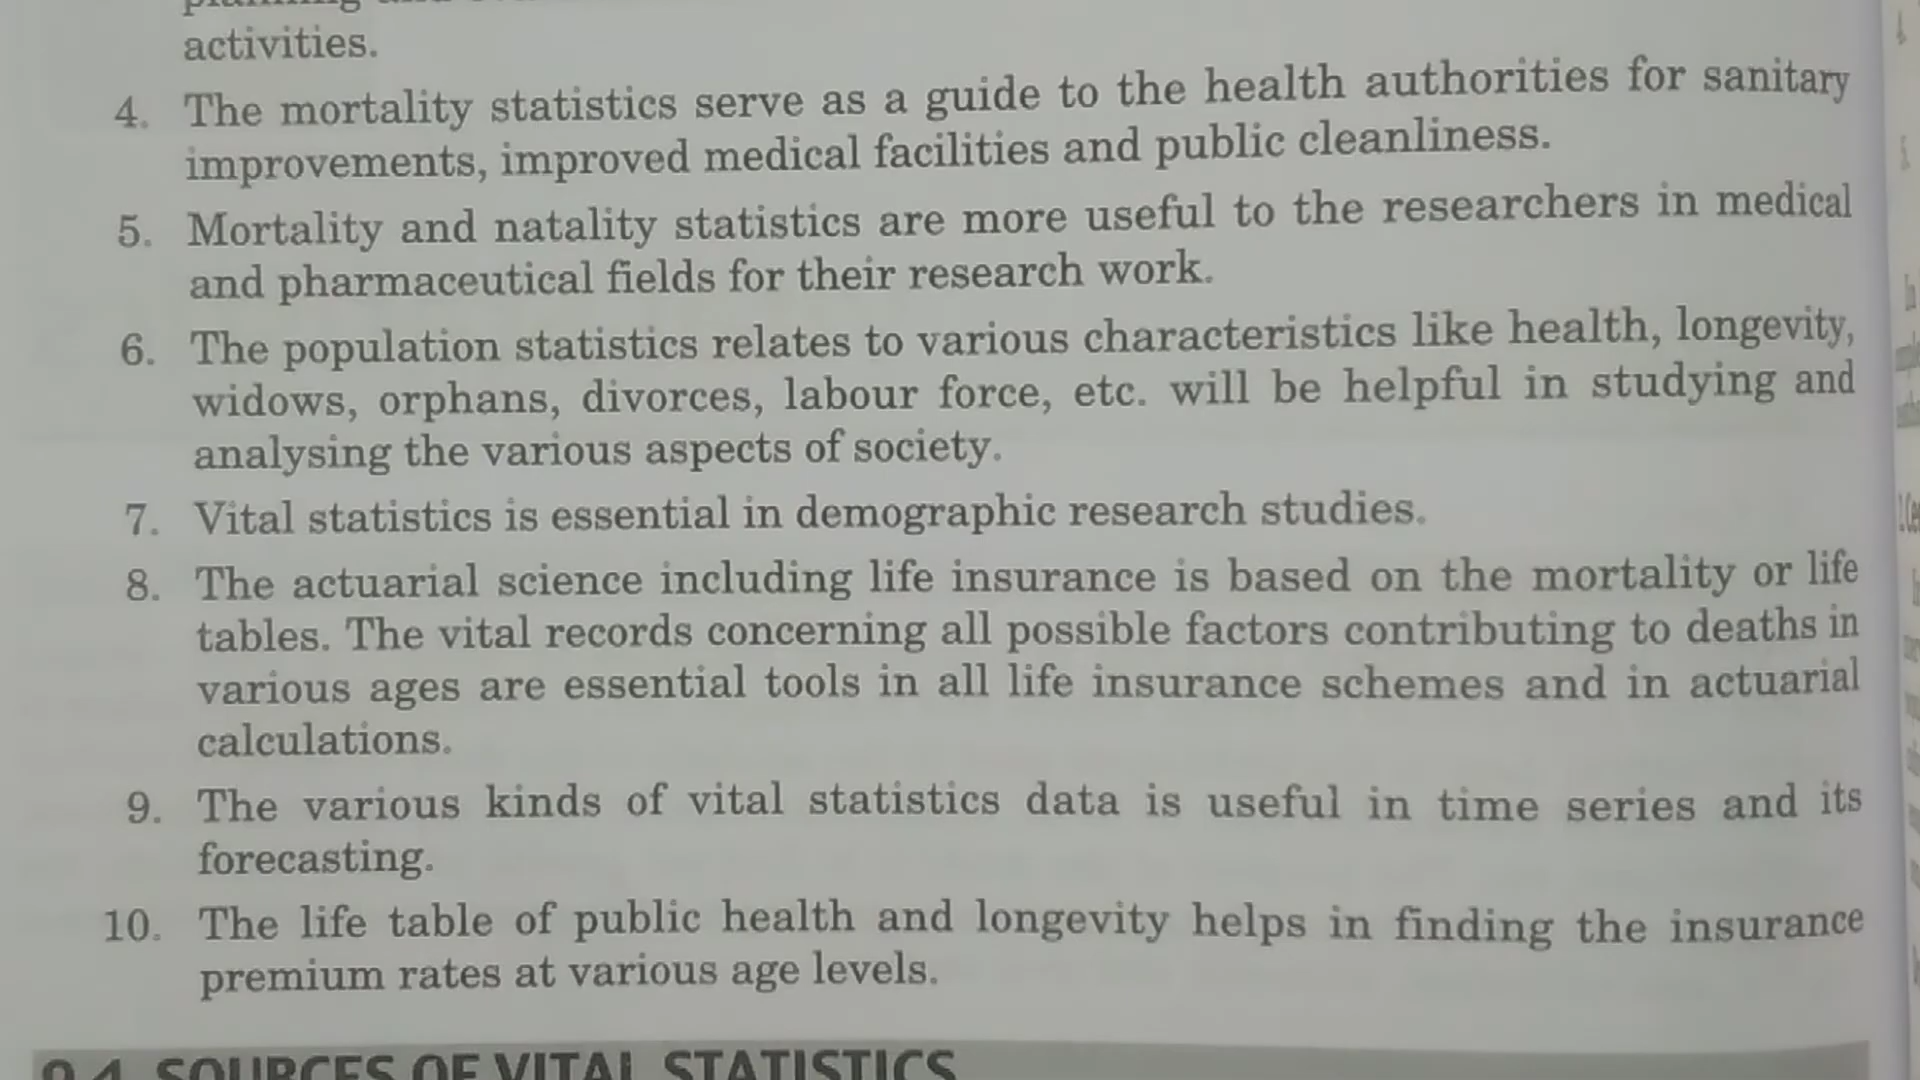 planning and
activities.
4. The mortality statistics serve as a guide to the health authorities for sanitary
improvements, improved medical facilities and public cleanliness.
5. Mortality and natality statistics are more useful to the researchers in medical
and pharmaceutical fields for their research work.
6. The population statistics relates to various characteristics like health, longevity,
widows, orphans, divorces, labour force, etc. will be helpful in studying and
analysing the various aspects of society.
7. Vital statistics is essential in demographic research studies.
8. The actuarial science including life insurance is based on the mortality or life
tables. The vital records concerning all possible factors contributing to deaths in
various ages are essential tools in all life insurance schemes and in actuarial
calculations.
9. The various kinds of vital statistics data is useful in time series and its
forecasting.
10. The life table of public health and longevity helps in finding the insurance
premium rates at various age levels.
SOURCES OF VITAL STATISTICS